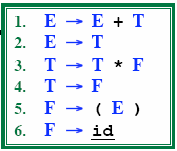 1. E → E + T
2. E → T
3. T → T * F
4. T → F
5. F → ( E )
6. F → id